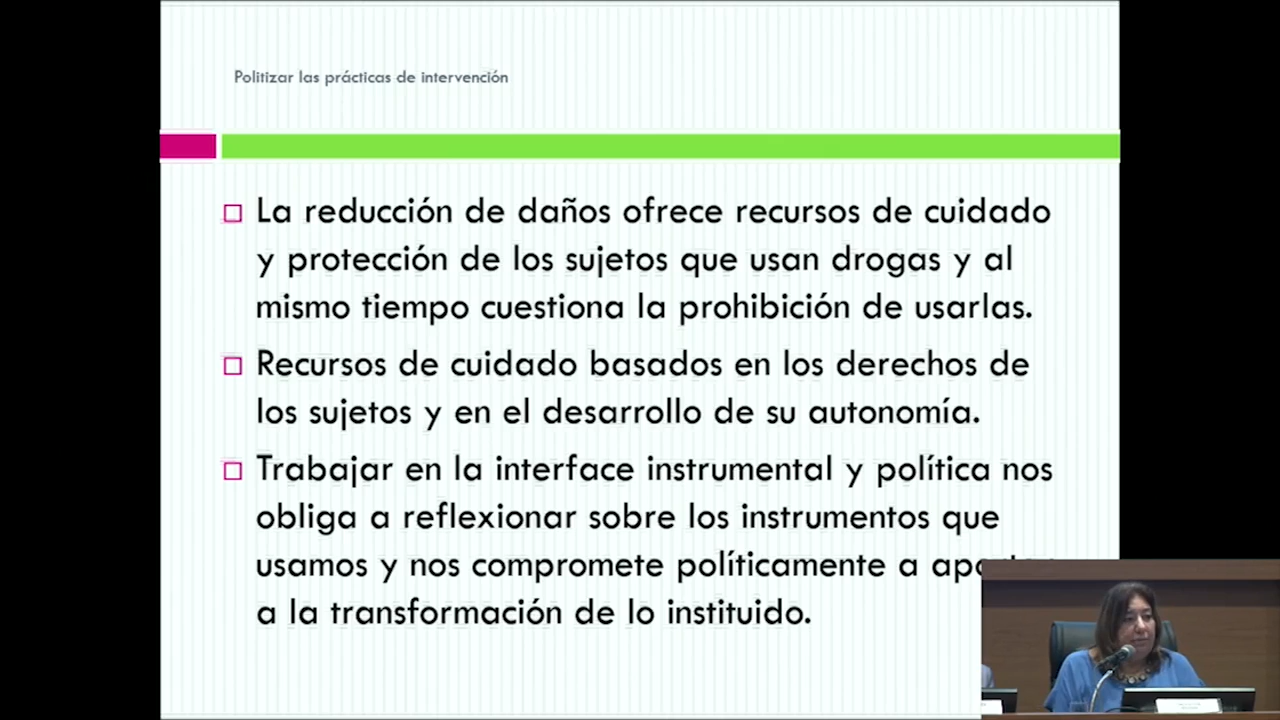 Politizar las prácticas de intervención
La reducción de daños ofrece recursos de cuidado
y protección de los sujetos que usan drogas y al
mismo tiempo cuestiona la prohibición de usarlas.
Recursos de cuidado basados en los derechos de
los sujetos y en el desarrollo de su autonomía.
Trabajar en la interface instrumental y política nos
obliga a reflexionar sobre los instrumentos que
usamos y nos compromete políticamente a
a la transformación de lo instituido.